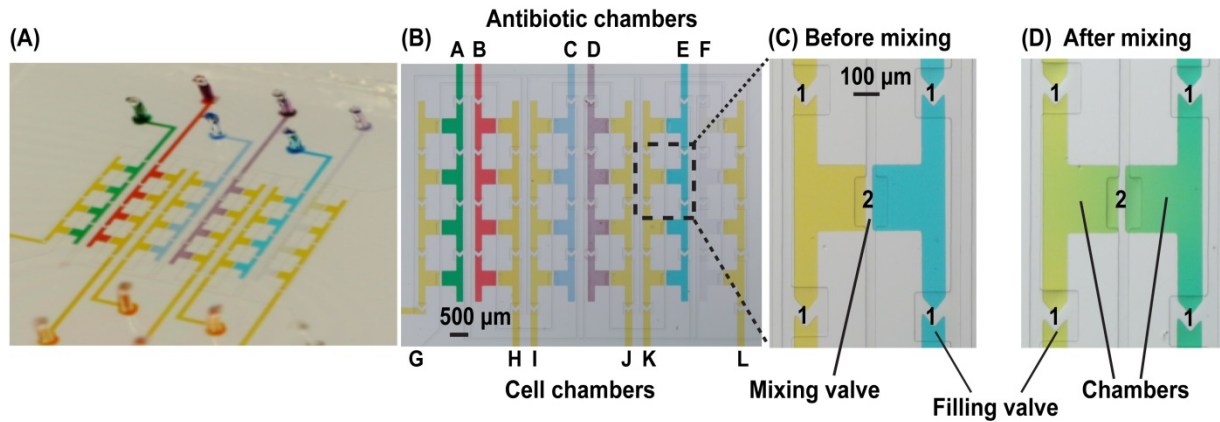 (A)
(B)
Antibiotic chambers
A B C D E F
500 µm
G H I J K L
Cell chambers
(C) Before mixing
100 µm
1 1
2
1 1
Mixing valve
Filling valve
(D) After mixing
1 1
2
1 1
Chambers